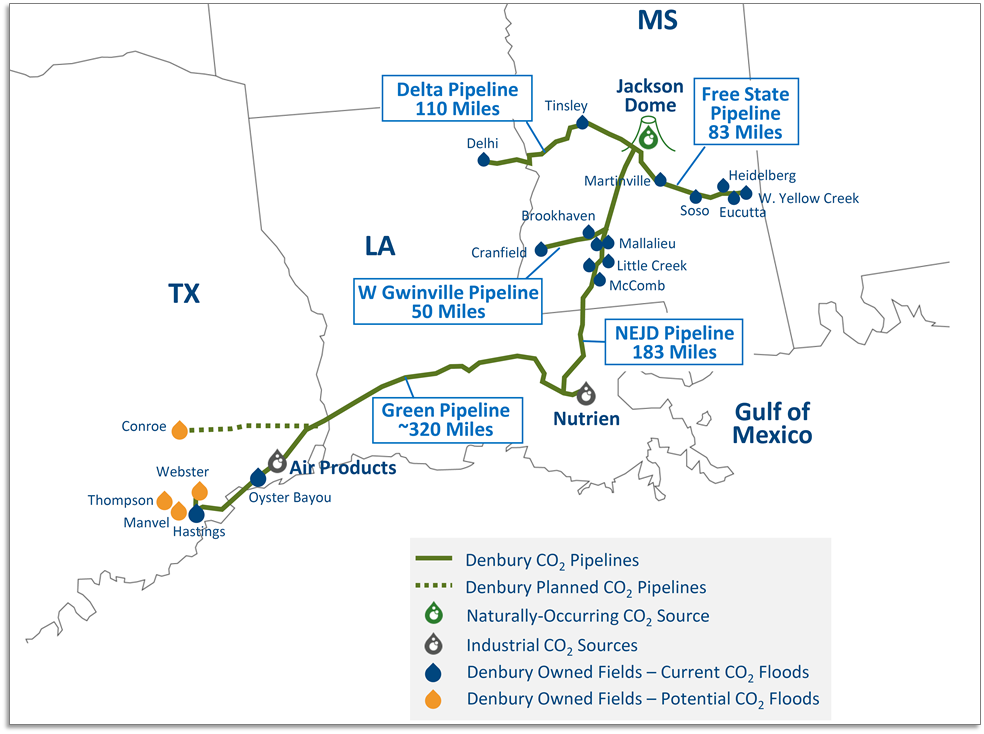 MS
Delta Pipeline
110 Miles
Jackson
Dome
Free State
Pipeline
83 Miles
Tinsley
Delhi
Martinville
Heidelberg
W. Yellow Creek
Soso
Eucutta
Brookhaven
Cranfield
Mallalieu
Little Creek
McComb
LA
TX
W Gwinville Pipeline
50 Miles
NEJD Pipeline
183 Miles
Green Pipeline
~320 Miles
Nutrien
Gulf of
Mexico
Conroe
Air Products
Webster
Oyster Bayou
Thompson
Manvel
Hastings
Denbury CO₂ Pipelines
Denbury Planned CO₂ Pipelines
Naturally-Occurring CO₂ Source
Industrial CO₂ Sources
Denbury Owned Fields – Current CO₂ Floods
Denbury Owned Fields – Potential CO₂ Floods